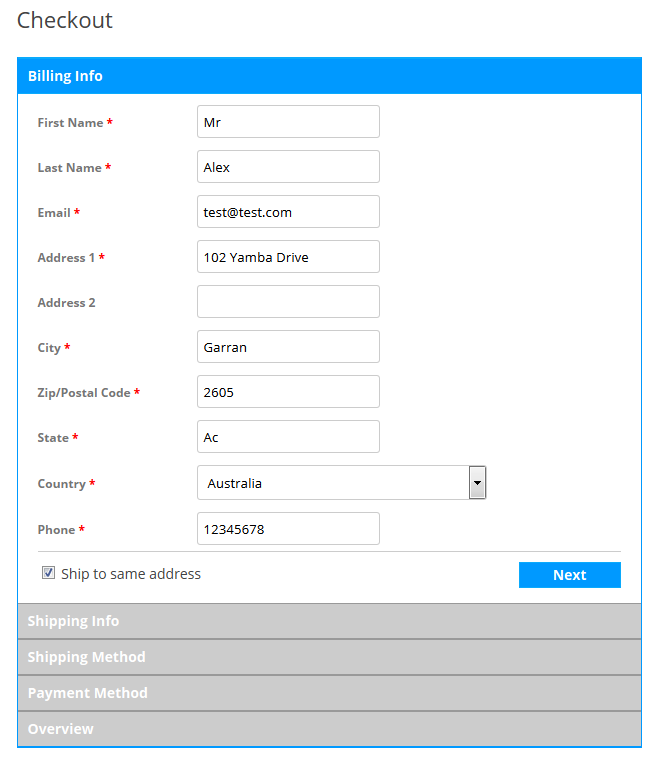 Checkout
Billing Info
First Name * Mr
Last Name * Alex
Email * test@test.com
Address 1 * 102 Yamba Drive
Address 2
City * Garran
Zip/Postal Code * 2605
State * Ac
Country * Australia
Phone * 12345678
Ship to same address Next
Shipping Info
Shipping Method
Payment Method
Overview